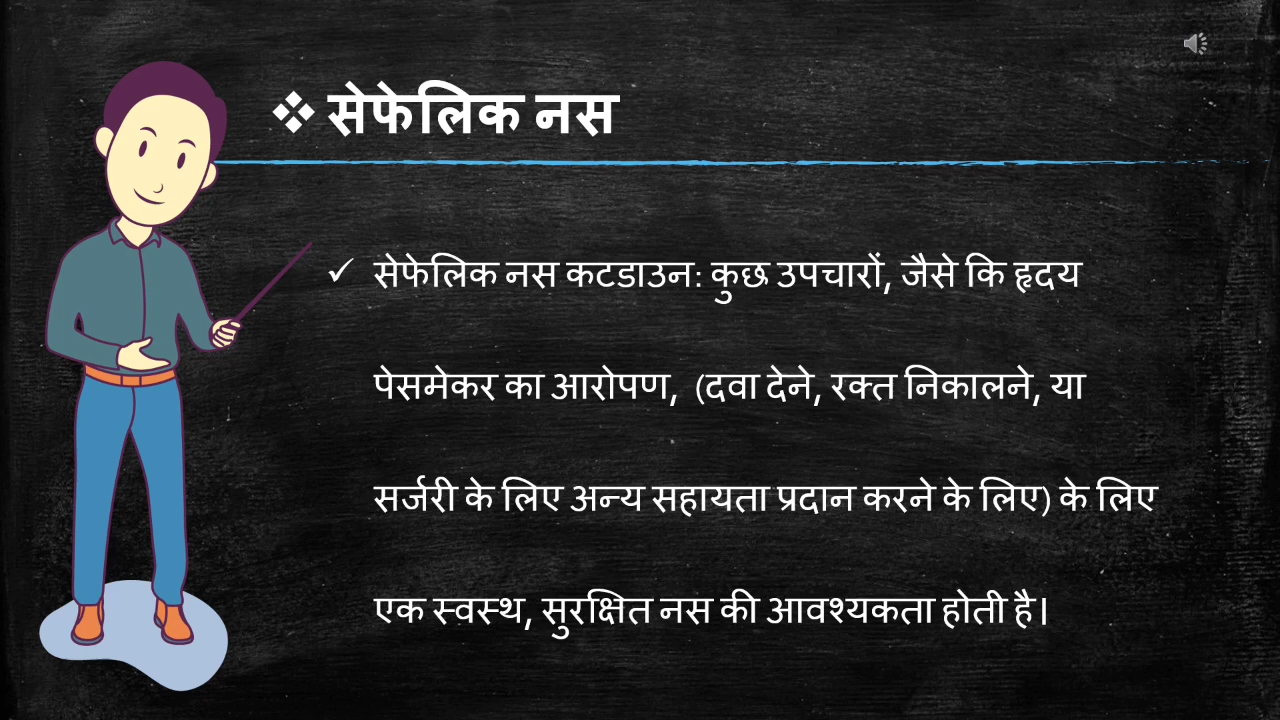 ❖ सेफेलिक नस
✓ सेफेलिक नस कटडाउन: कुछ उपचारों, जैसे कि हृदय
पेसमेकर का आरोपण, (दवा देने, रक्त निकालने, या
सर्जरी के लिए अन्य सहायता प्रदान करने के लिए) के लिए
एक स्वस्थ, सुरक्षित नस की आवश्यकता होती है।